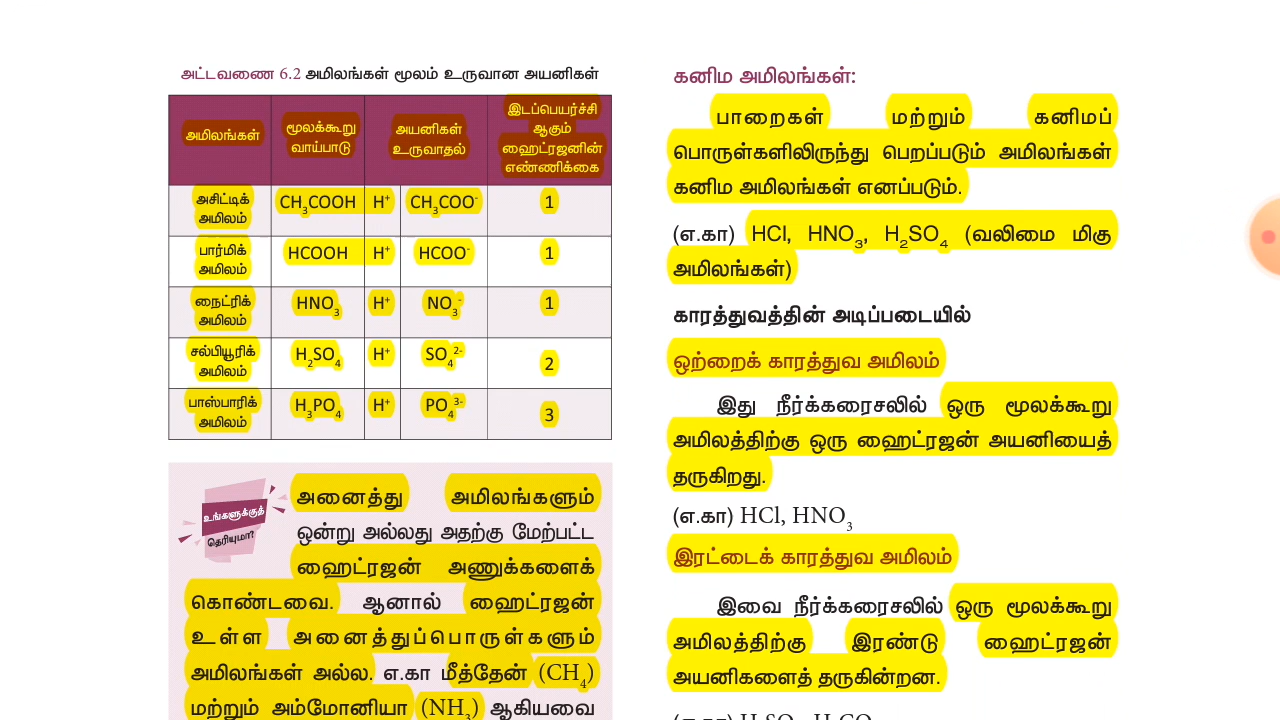 அட்டவணை 6.2 அமிலங்கள் மூலம் உருவான அயனிகள்
அமிலங்கள்
மூலக்கூறு
வாய்பாடு
அயனிகள்
உருவாதல்
இடப்பெயர்ச்சி
ஆகும்
ஹைட்ரஜனின்
எண்ணிக்கை
அசிட்டிக்
அமிலம்
CH₃COOH H⁺ CH₃COO⁻ 1
பார்மிக்
அமிலம்
HCOOH H⁺ HCOO⁻ 1
நைட்ரிக்
அமிலம்
HNO₃ H⁺ NO₃⁻ 1
சல்பியூரிக்
அமிலம்
H₂SO₄ H⁺ SO₄²⁻ 2
பாஸ்பாரிக்
அமிலம்
H₃PO₄ H⁺ PO₄³⁻ 3
உங்களுக்குத்
தெரியுமா?
அனைத்து அமிலங்களும்
ஒன்று அல்லது அதற்கு மேற்பட்ட
ஹைட்ரஜன் அணுக்களைக்
கொண்டவை. ஆனால் ஹைட்ரஜன்
உள்ள அனைத்துப்பொருள்களும்
அமிலங்கள் அல்ல. எ.கா மீத்தேன் (CH₄)
மற்றும் அம்மோனியா (NH₃) ஆகியவை
கனிம அமிலங்கள்:
பாறைகள் மற்றும் கனிமப்
பொருள்களிலிருந்து பெறப்படும் அமிலங்கள்
கனிம அமிலங்கள் எனப்படும்.
(எ.கா) HCl, HNO₃, H₂SO₄ (வலிமை மிகு
அமிலங்கள்)
காரத்துவத்தின் அடிப்படையில்
ஒற்றைக் காரத்துவ அமிலம்
இது நீர்க்கரைசலில் ஒரு மூலக்கூறு
அமிலத்திற்கு ஒரு ஹைட்ரஜன் அயனியைத்
தருகிறது.
(எ.கா) HCl, HNO₃
இரட்டைக் காரத்துவ அமிலம்
இவை நீர்க்கரைசலில் ஒரு மூலக்கூறு
அமிலத்திற்கு இரண்டு ஹைட்ரஜன்
அயனிகளைத் தருகின்றன.